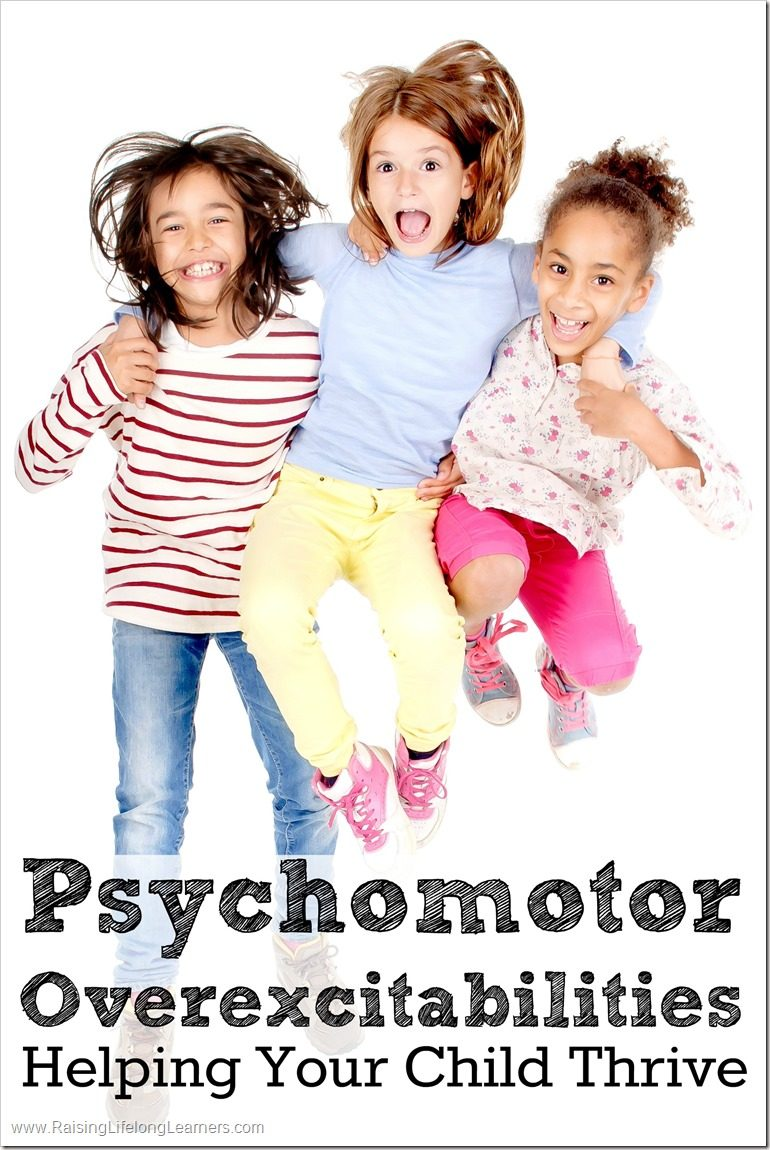 Psychomotor
Overexcitabilities
Helping Your Child Thrive
www.RaisingLifelongLearners.com